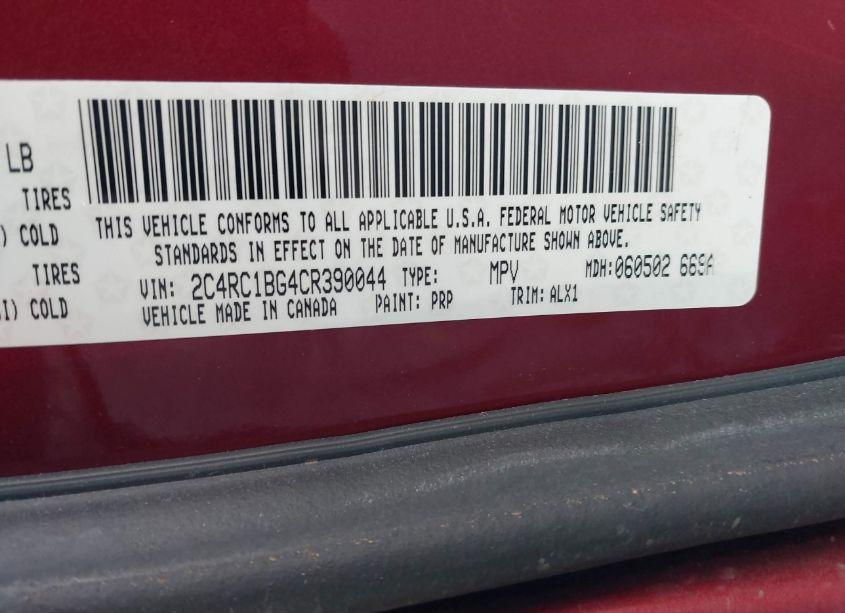 LB
TIRES
) COLD
TIRES
I) COLD
THIS VEHICLE CONFORMS TO ALL APPLICABLE U.S.A. FEDERAL MOTOR VEHICLE SAFETY
STANDARDS IN EFFECT ON THE DATE OF MANUFACTURE SHOWN ABOVE.
VIN: 2C4RC1BG4CR390044 TYPE: MPV MDH:060502 669A
VEHICLE MADE IN CANADA PAINT: PRP TRIM: ALX1